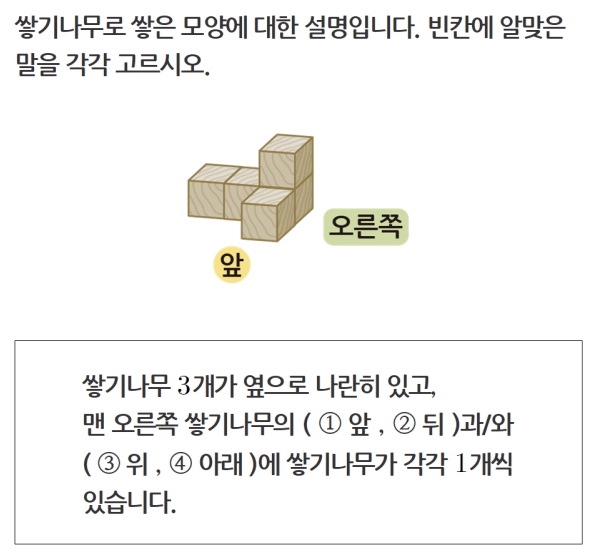 쌓기나무로 쌓은 모양에 대한 설명입니다. 빈칸에 알맞은
말을 각각 고르시오.
오른쪽
앞
쌓기나무 3개가 옆으로 나란히 있고,
맨 오른쪽 쌓기나무의 ( ① 앞 , ② 뒤 )과/와
( ③ 위 , ④ 아래 )에 쌓기나무가 각각 1개씩
있습니다.